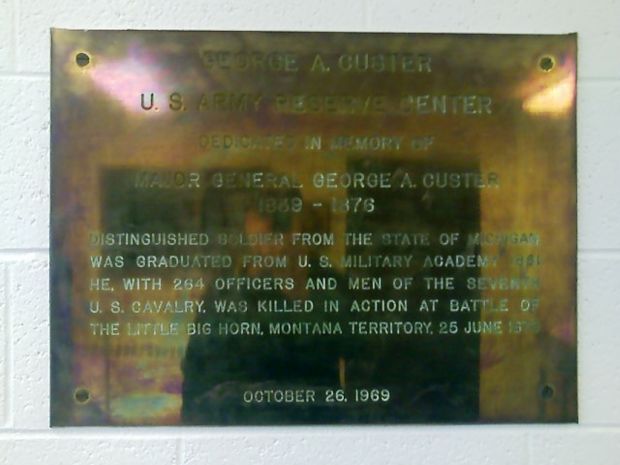 GEORGE A. CUSTER
U. S. ARMY RESERVE CENTER
DEDICATED IN MEMORY OF
MAJOR GENERAL GEORGE A. CUSTER
1839 - 1876
DISTINGUISHED SOLDIER FROM THE STATE OF MICHIGAN
WAS GRADUATED FROM U. S. MILITARY ACADEMY 1861
HE, WITH 264 OFFICERS AND MEN OF THE SEVENTH
U. S. CAVALRY, WAS KILLED IN ACTION AT BATTLE OF
THE LITTLE BIG HORN, MONTANA TERRITORY, 25 JUNE 1876
OCTOBER 26, 1969